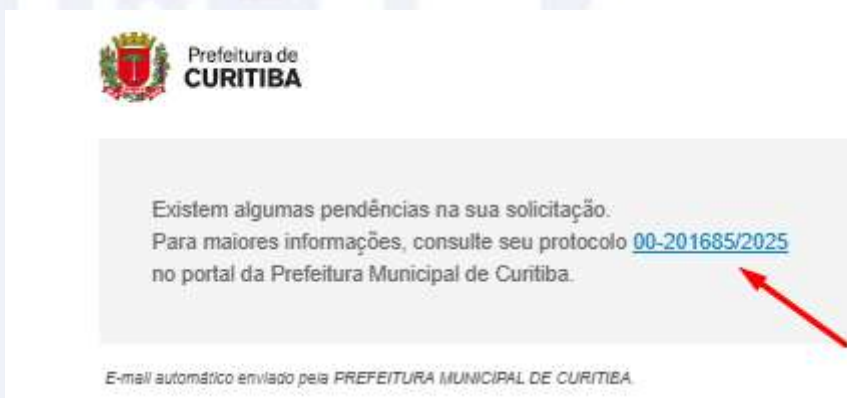 Prefeitura de
CURITIBA
Existem algumas pendências na sua solicitação.
Para maiores informações, consulte seu protocolo 00-201685/2025
no portal da Prefeitura Municipal de Curitiba.
E-mail automático enviado pela PREFEITURA MUNICIPAL DE CURITIBA.